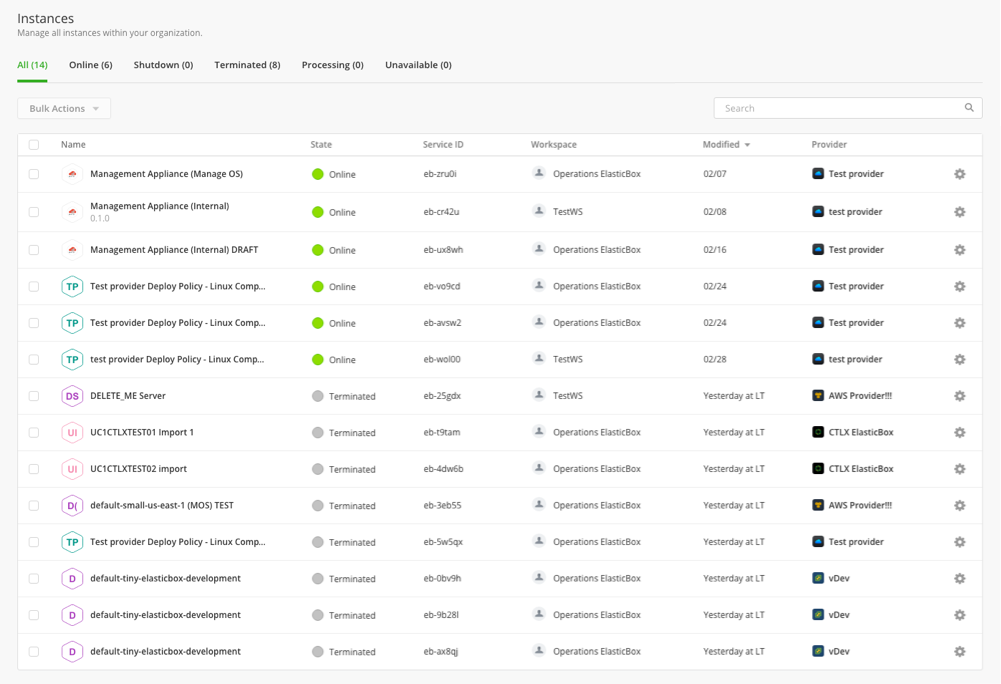 Instances
Manage all instances within your organization.
All (14) Online (6) Shutdown (0) Terminated (8) Processing (0) Unavailable (0)
Bulk Actions Search
Name State Service ID Workspace Modified Provider
Management Appliance (Manage OS) Online eb-zru0i Operations ElasticBox 02/07 Test provider
Management Appliance (Internal) Online eb-cr42u TestWS 02/08 test provider
0.1.0
Management Appliance (Internal) DRAFT Online eb-ux8wh Operations ElasticBox 02/16 Test provider
TP Test provider Deploy Policy - Linux Comp... Online eb-vo9cd Operations ElasticBox 02/24 Test provider
TP Test provider Deploy Policy - Linux Comp... Online eb-avsw2 Operations ElasticBox 02/24 Test provider
TP test provider Deploy Policy - Linux Comp... Online eb-wol00 TestWS 02/28 test provider
DS DELETE_ME Server Terminated eb-25gdx TestWS Yesterday at LT AWS Provider!!!
UI UC1CTLXTEST01 Import 1 Terminated eb-t9tam Operations ElasticBox Yesterday at LT CTLX ElasticBox
UI UC1CTLXTEST02 import Terminated eb-4dw6b Operations ElasticBox Yesterday at LT CTLX ElasticBox
D( default-small-us-east-1 (MOS) TEST Terminated eb-3eb55 Operations ElasticBox Yesterday at LT AWS Provider!!!
TP Test provider Deploy Policy - Linux Comp... Terminated eb-5w5qx Operations ElasticBox Yesterday at LT Test provider
D default-tiny-elasticbox-development Terminated eb-0bv9h Operations ElasticBox Yesterday at LT vDev
D default-tiny-elasticbox-development Terminated eb-9b28l Operations ElasticBox Yesterday at LT vDev
D default-tiny-elasticbox-development Terminated eb-ax8qj Operations ElasticBox Yesterday at LT vDev